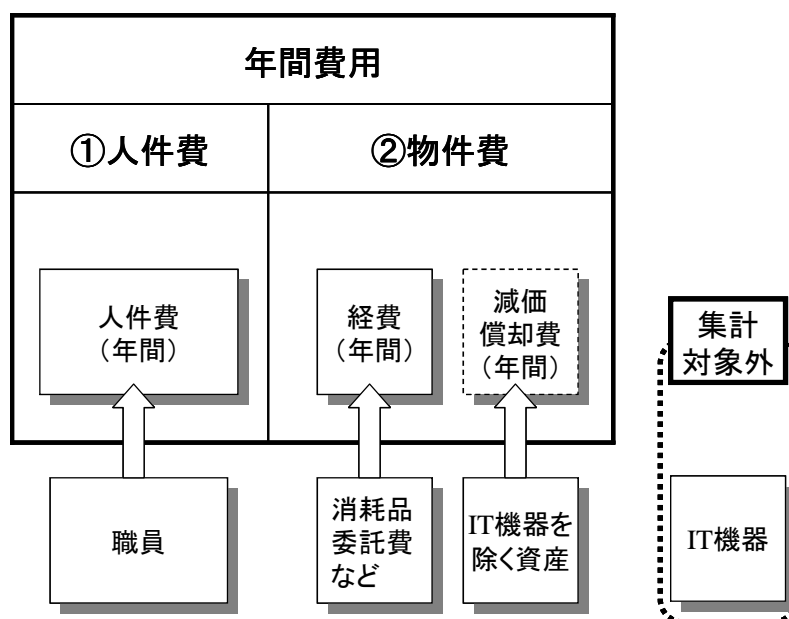 年間費用
①人件費
②物件費
人件費
（年間）
経費
（年間）
減価
償却費
（年間）
集計
対象外
職員
消耗品
委託費
など
IT機器を
除く資産
IT機器